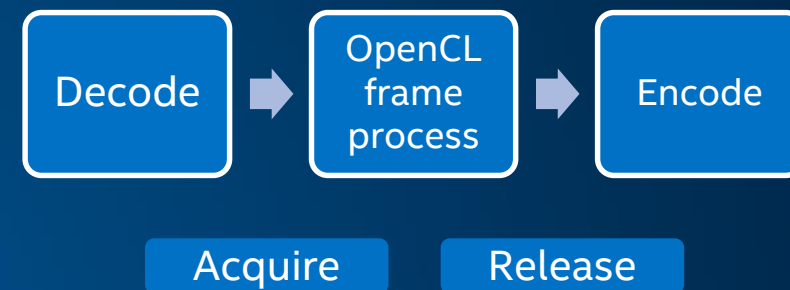 Decode
OpenCL
frame
process
Encode
Acquire
Release